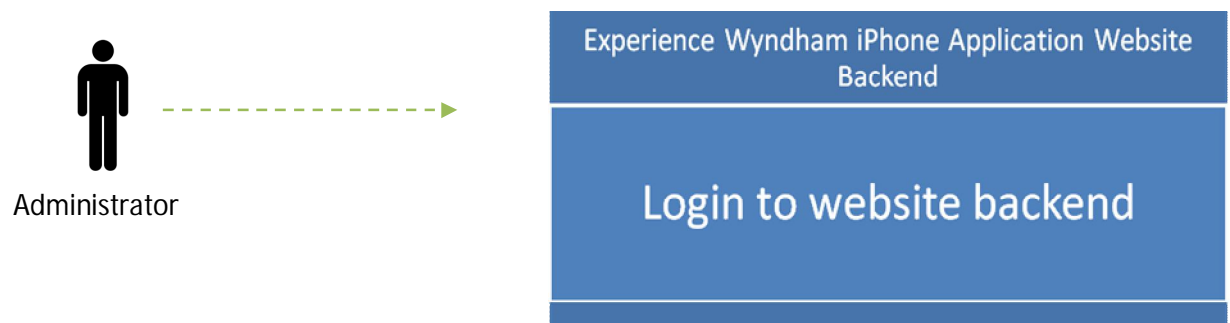 Experience Wyndham iPhone Application Website
Backend
Administrator
Login to website backend